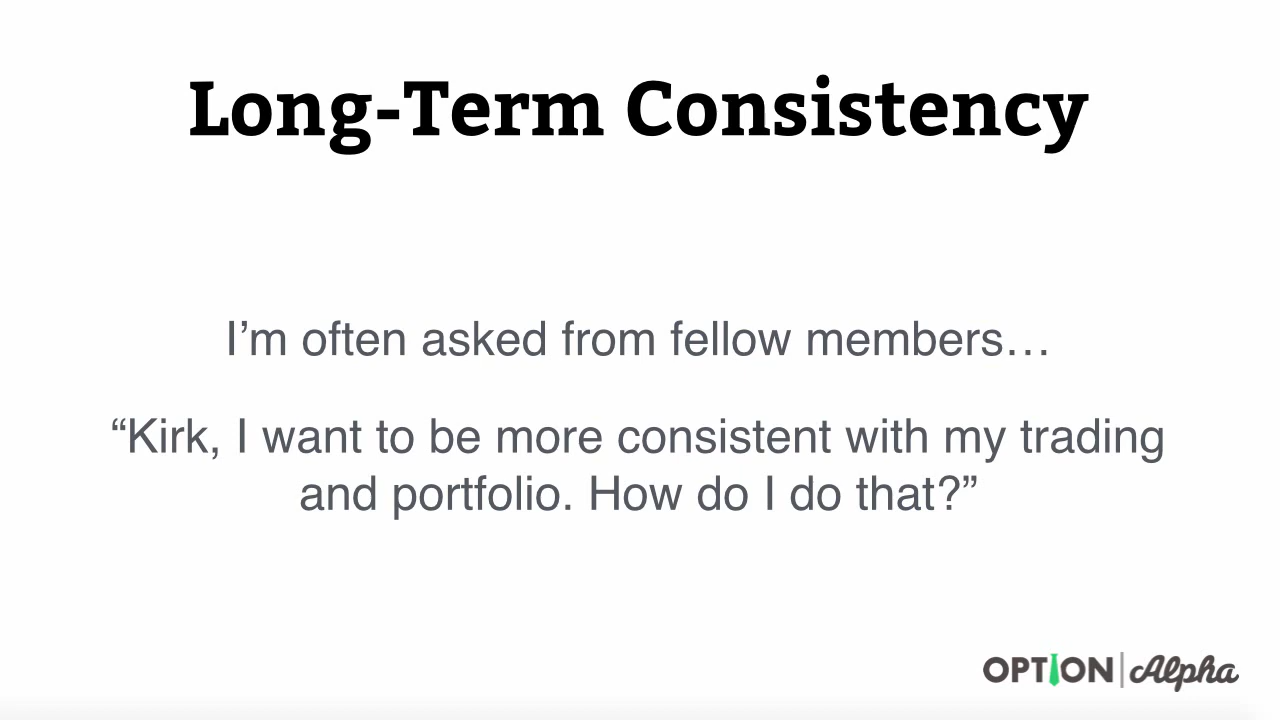 Long-Term Consistency
I’m often asked from fellow members…
“Kirk, I want to be more consistent with my trading
and portfolio. How do I do that?”
OPTION | Alpha